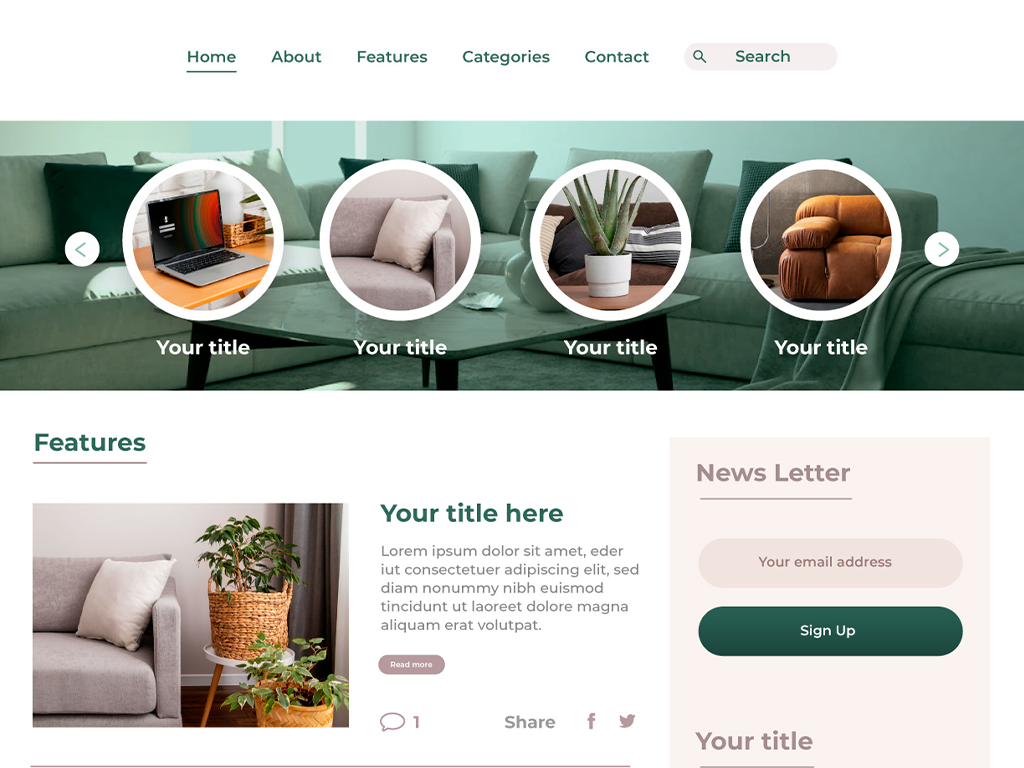 Home About Features Categories Contact Search
Your title Your title Your title Your title
Features
News Letter
Your title here
Lorem ipsum dolor sit amet, eder
iut consectetuer adipiscing elit, sed
diam nonummy nibh euismod
tincidunt ut laoreet dolore magna
aliquam erat volutpat.
Read more
1 Share
Your email address
Sign Up
Your title